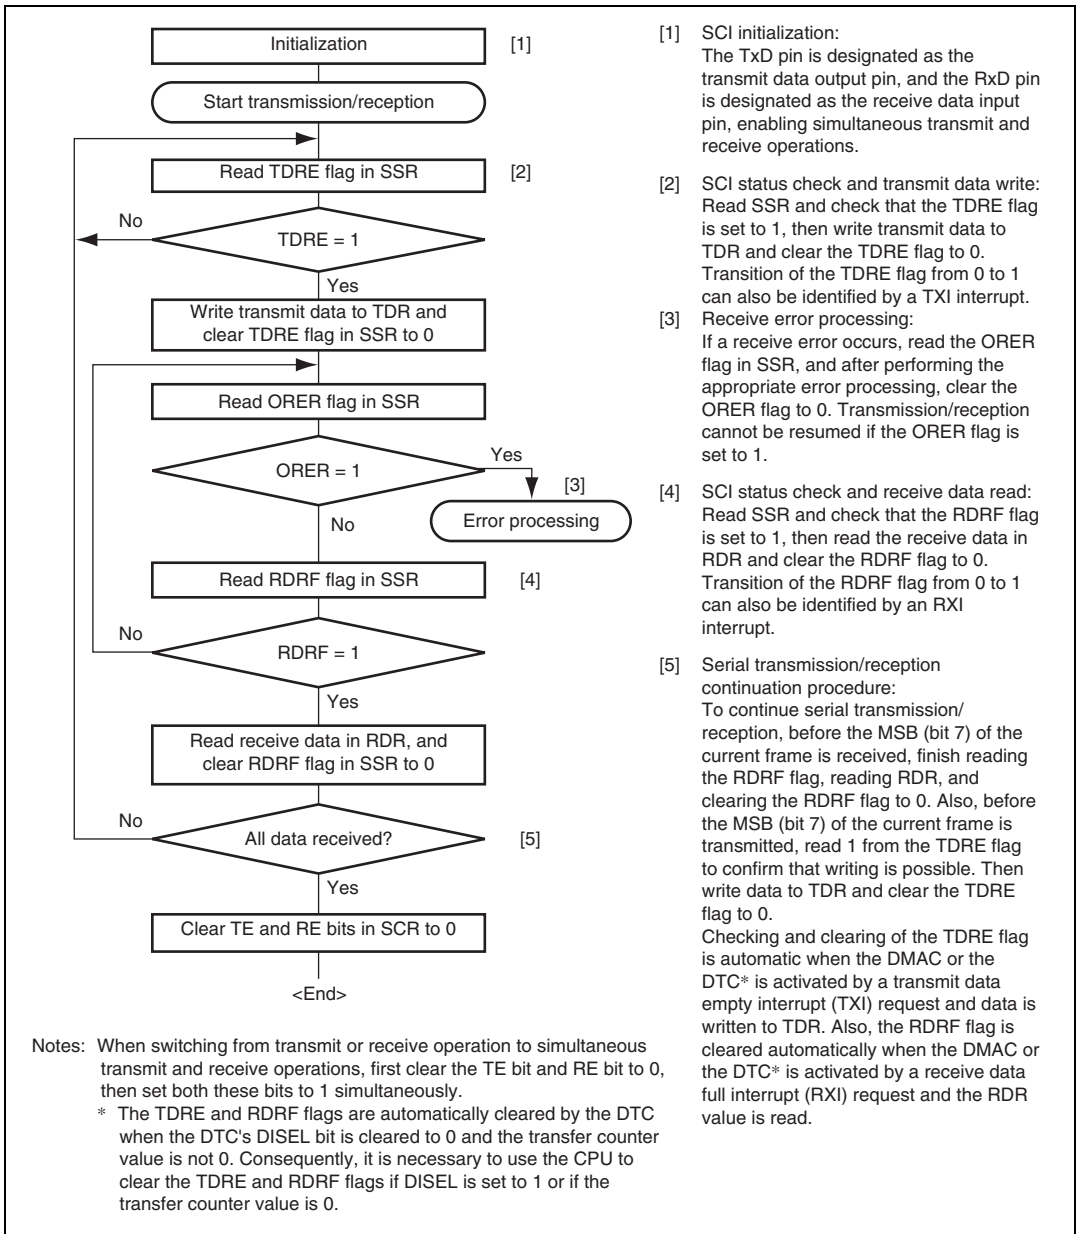 Initialization
[1]
Start transmission/reception
Read TDRE flag in SSR
[2]
No
TDRE = 1
Yes
Write transmit data to TDR and
clear TDRE flag in SSR to 0
Read ORER flag in SSR
ORER = 1
Yes
[3]
Error processing
No
Read RDRF flag in SSR
[4]
No
RDRF = 1
Yes
Read receive data in RDR, and
clear RDRF flag in SSR to 0
No
All data received?
[5]
Yes
Clear TE and RE bits in SCR to 0
<End>
[1] SCI initialization:
The TxD pin is designated as the
transmit data output pin, and the RxD pin
is designated as the receive data input
pin, enabling simultaneous transmit and
receive operations.
[2] SCI status check and transmit data write:
Read SSR and check that the TDRE flag
is set to 1, then write transmit data to
TDR and clear the TDRE flag to 0.
Transition of the TDRE flag from 0 to 1
can also be identified by a TXI interrupt.
[3] Receive error processing:
If a receive error occurs, read the ORER
flag in SSR, and after performing the
appropriate error processing, clear the
ORER flag to 0. Transmission/reception
cannot be resumed if the ORER flag is
set to 1.
[4] SCI status check and receive data read:
Read SSR and check that the RDRF flag
is set to 1, then read the receive data in
RDR and clear the RDRF flag to 0.
Transition of the RDRF flag from 0 to 1
can also be identified by an RXI
interrupt.
[5] Serial transmission/reception
continuation procedure:
To continue serial transmission/
reception, before the MSB (bit 7) of the
current frame is received, finish reading
the RDRF flag, reading RDR, and
clearing the RDRF flag to 0. Also, before
the MSB (bit 7) of the current frame is
transmitted, read 1 from the TDRE flag
to confirm that writing is possible. Then
write data to TDR and clear the TDRE
flag to 0.
Checking and clearing of the TDRE flag
is automatic when the DMAC or the
DTC* is activated by a transmit data
empty interrupt (TXI) request and data is
written to TDR. Also, the RDRF flag is
cleared automatically when the DMAC or
the DTC* is activated by a receive data
full interrupt (RXI) request and the RDR
value is read.
Notes: When switching from transmit or receive operation to simultaneous
transmit and receive operations, first clear the TE bit and RE bit to 0,
then set both these bits to 1 simultaneously.
* The TDRE and RDRF flags are automatically cleared by the DTC
when the DTC's DISEL bit is cleared to 0 and the transfer counter
value is not 0. Consequently, it is necessary to use the CPU to
clear the TDRE and RDRF flags if DISEL is set to 1 or if the
transfer counter value is 0.